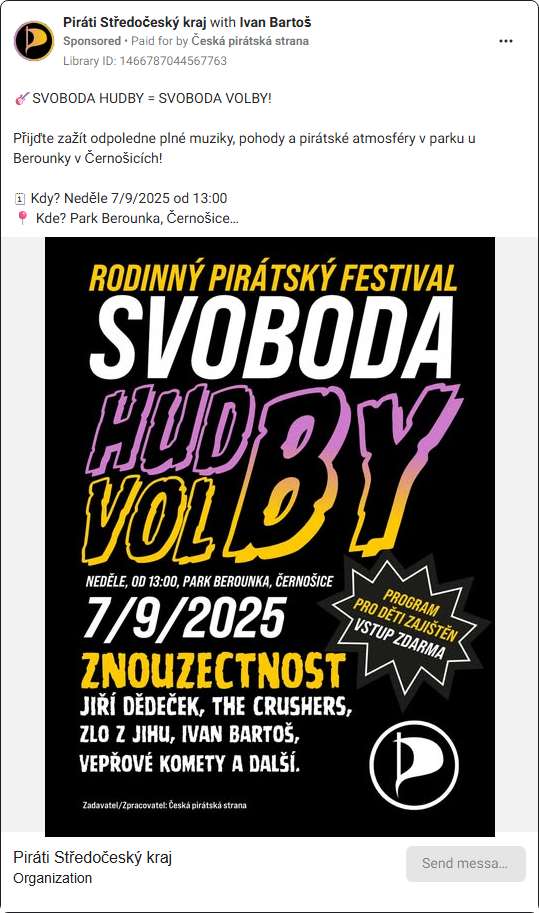 Piráti Středočeský kraj with Ivan Bartoš
Sponsored • Paid for by Česká pirátská strana
Library ID: 1466787044567763
🎸SVOBODA HUDBY = SVOBODA VOLBY!
Přijďte zažít odpoledne plné muziky, pohody a pirátské atmosféry v parku u
Berounky v Černošicích!
🗓 Kdy? Neděle 7/9/2025 od 13:00
📍 Kde? Park Berounka, Černošice...
RODINNÝ PIRÁTSKÝ FESTIVAL
SVOBODA
HUDBY
VOLBY
NEDĚLE, OD 13:00, PARK BEROUNKA, ČERNOŠICE
7/9/2025
PROGRAM
PRO DĚTI ZAJIŠTĚN
VSTUP ZDARMA
ZNOUZECTNOST
JIŘÍ DĚDEČEK, THE CRUSHERS,
ZLO Z JIHU, IVAN BARTOŠ,
VEPŘOVÉ KOMETY A DALŠÍ.
Zadavatel/Zpracovatel: Česká pirátská strana
Piráti Středočeský kraj
Organization
Send messa...